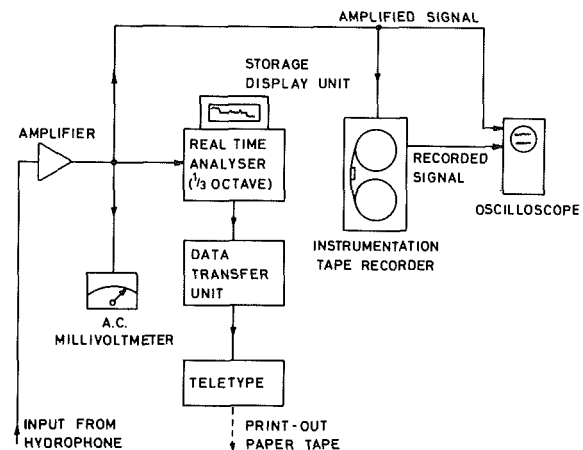 AMPLIFIED SIGNAL
STORAGE
DISPLAY UNIT
AMPLIFIER
REAL TIME
ANALYSER
(1/3 OCTAVE)
RECORDED
SIGNAL
OSCILLOSCOPE
INSTRUMENTATION
TAPE RECORDER
DATA
TRANSFER
UNIT
A.C.
MILLIVOLTMETER
TELETYPE
INPUT FROM
HYDROPHONE
PRINT-OUT
PAPER TAPE